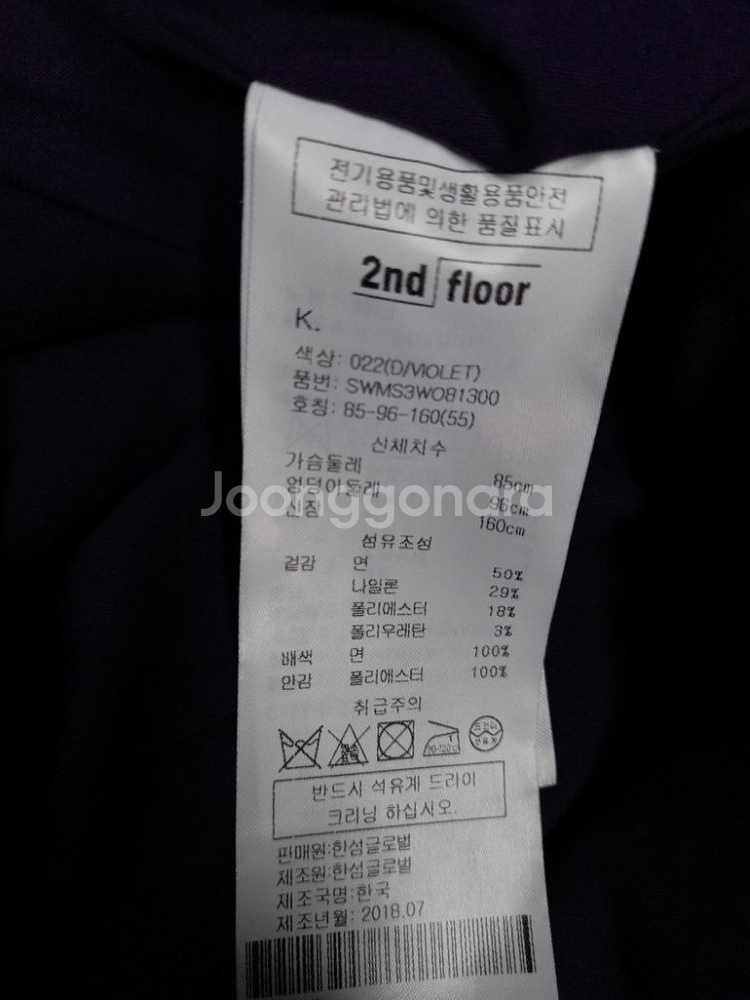 전기용품및생활용품안전
관리법에 의한 품질표시
2nd floor
K.
색상: 022(D/VIOLET)
품번: SWMS3WO81300
호칭: 85-96-160(55)
신체치수
가슴둘레 85cm
엉덩이둘레 96cm
신장 160cm
Joonggonara
섬유조성
겉감 면 50%
나일론 29%
폴리에스터 18%
폴리우레탄 3%
배색 면 100%
안감 폴리에스터 100%
취급주의
드라이
석유계
반드시 석유계 드라이
크리닝 하십시오.
판매원:한섬글로벌
제조원:한섬글로벌
제조국명:한국
제조년월: 2018.07